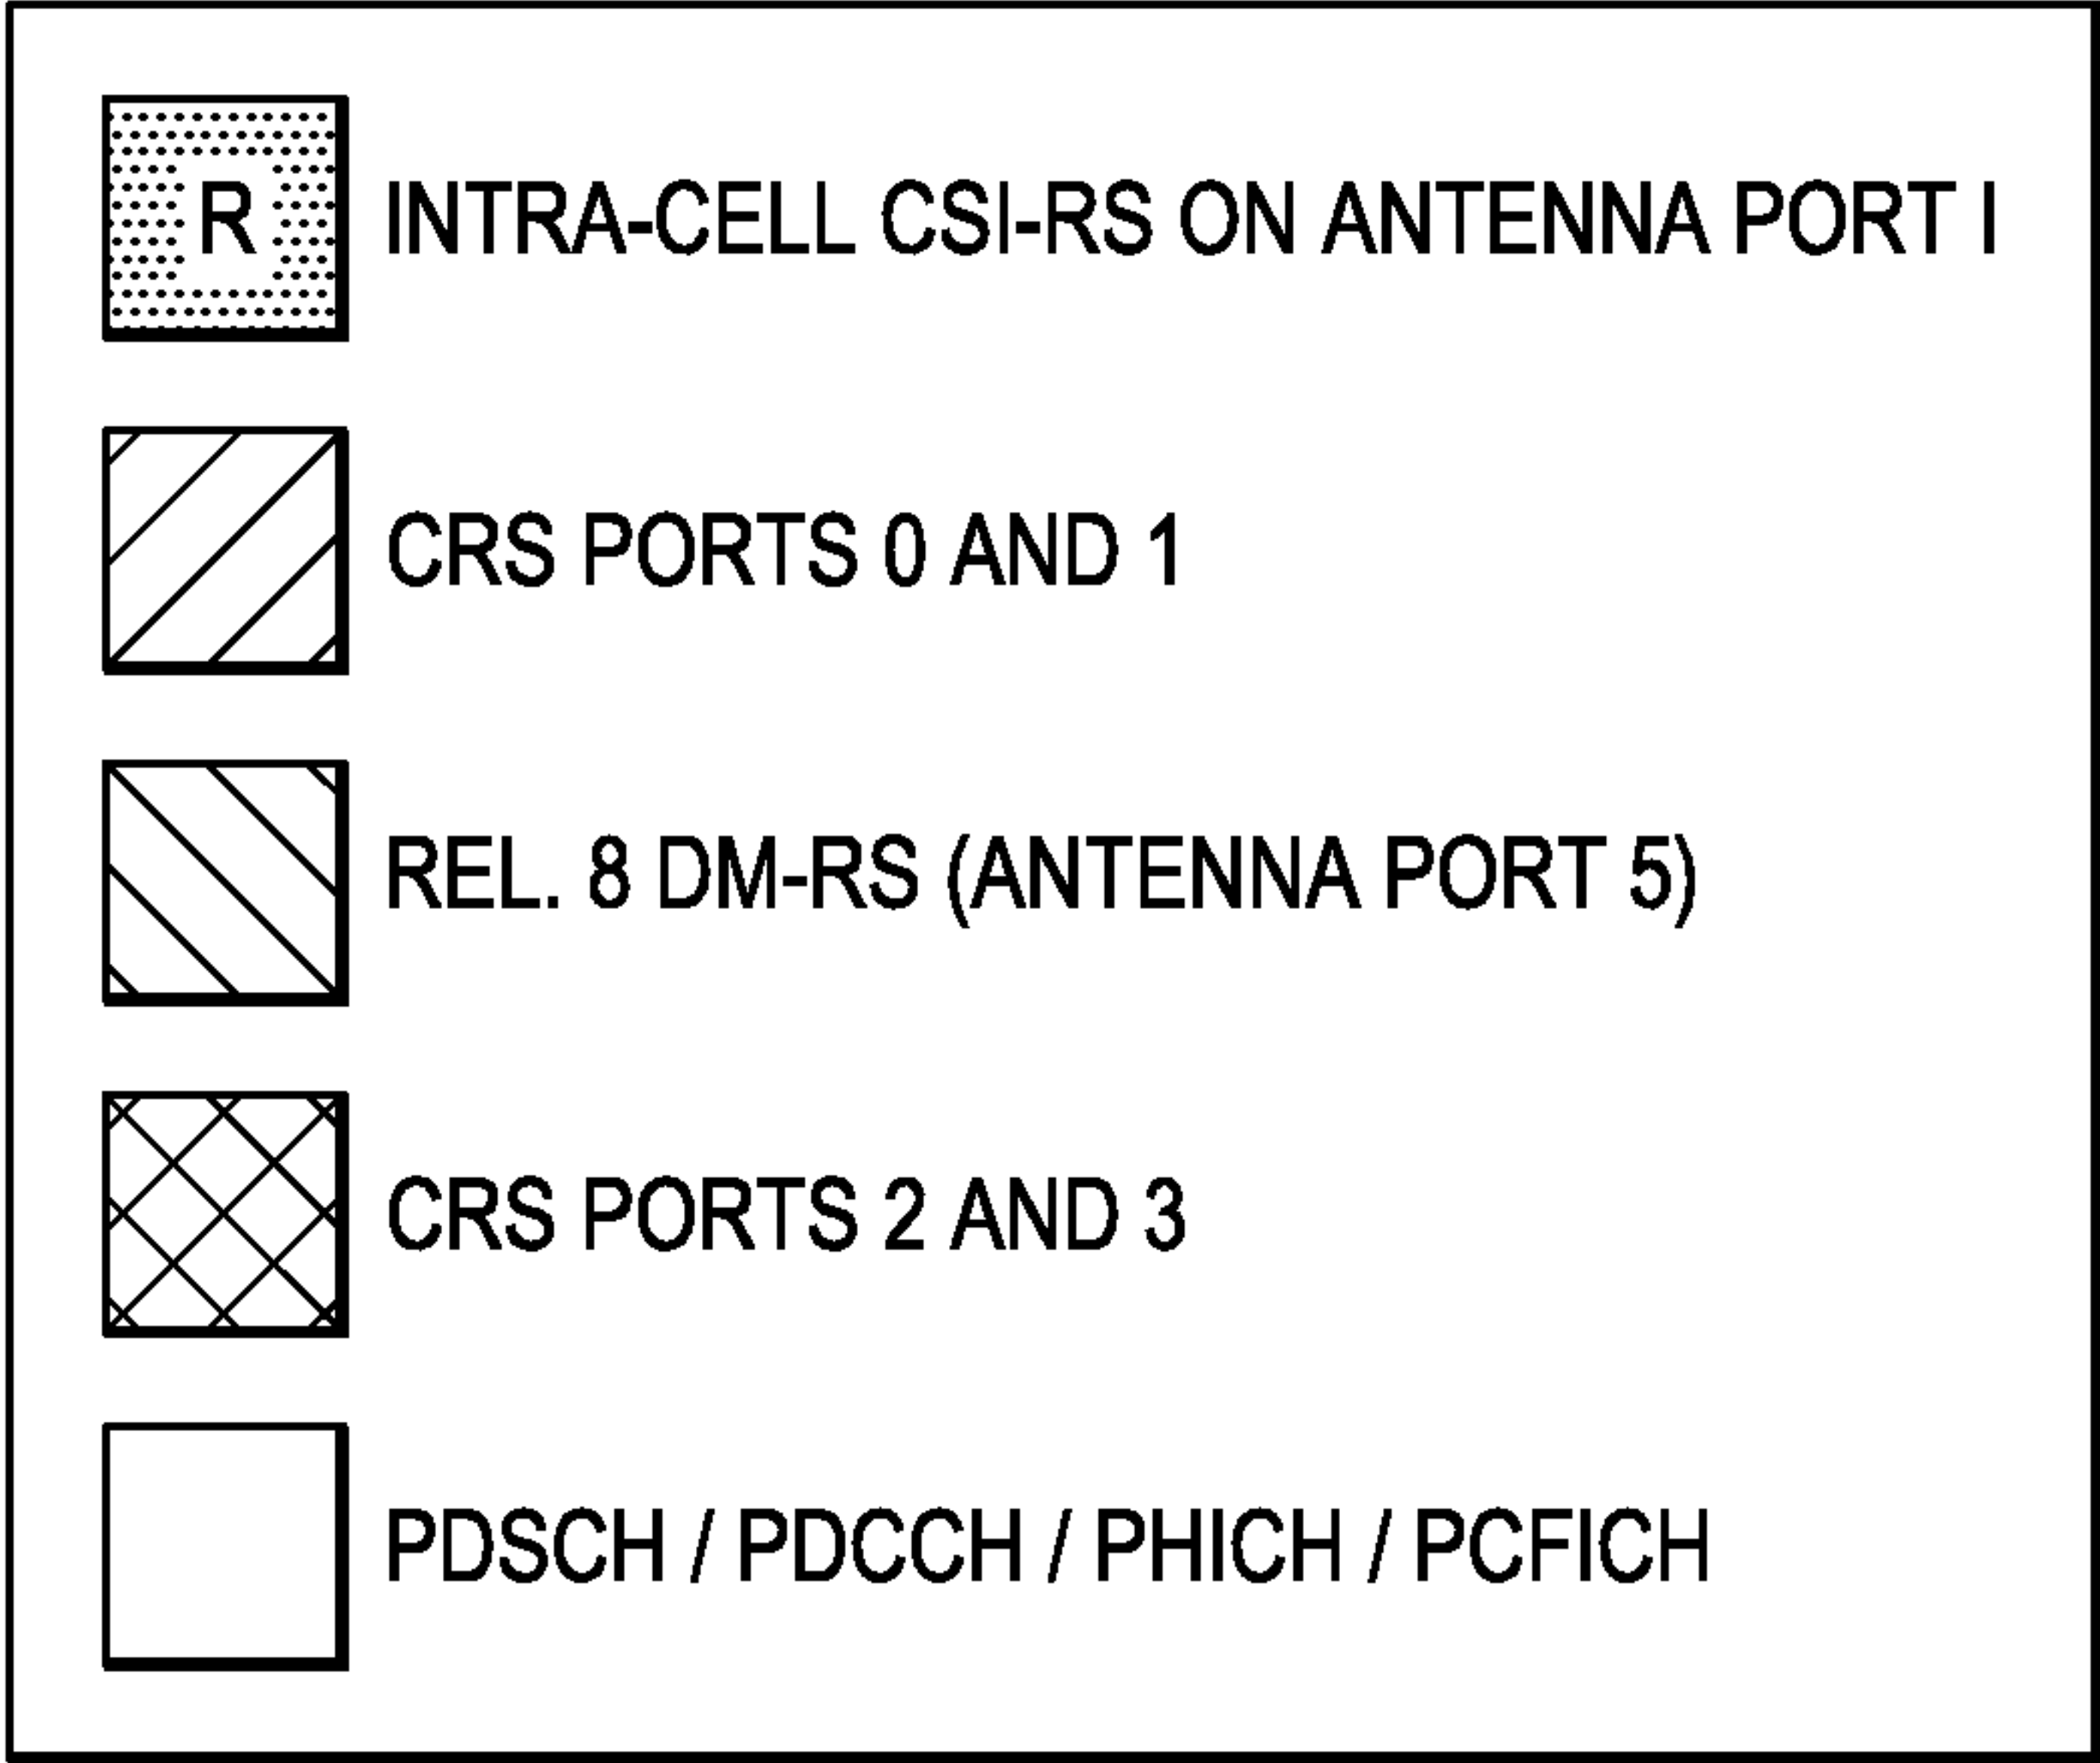 R INTRA-CELL CSI-RS ON ANTENNA PORT I
CRS PORTS 0 AND 1
REL. 8 DM-RS (ANTENNA PORT 5)
CRS PORTS 2 AND 3
PDSCH / PDCCH / PHICH / PCFICH